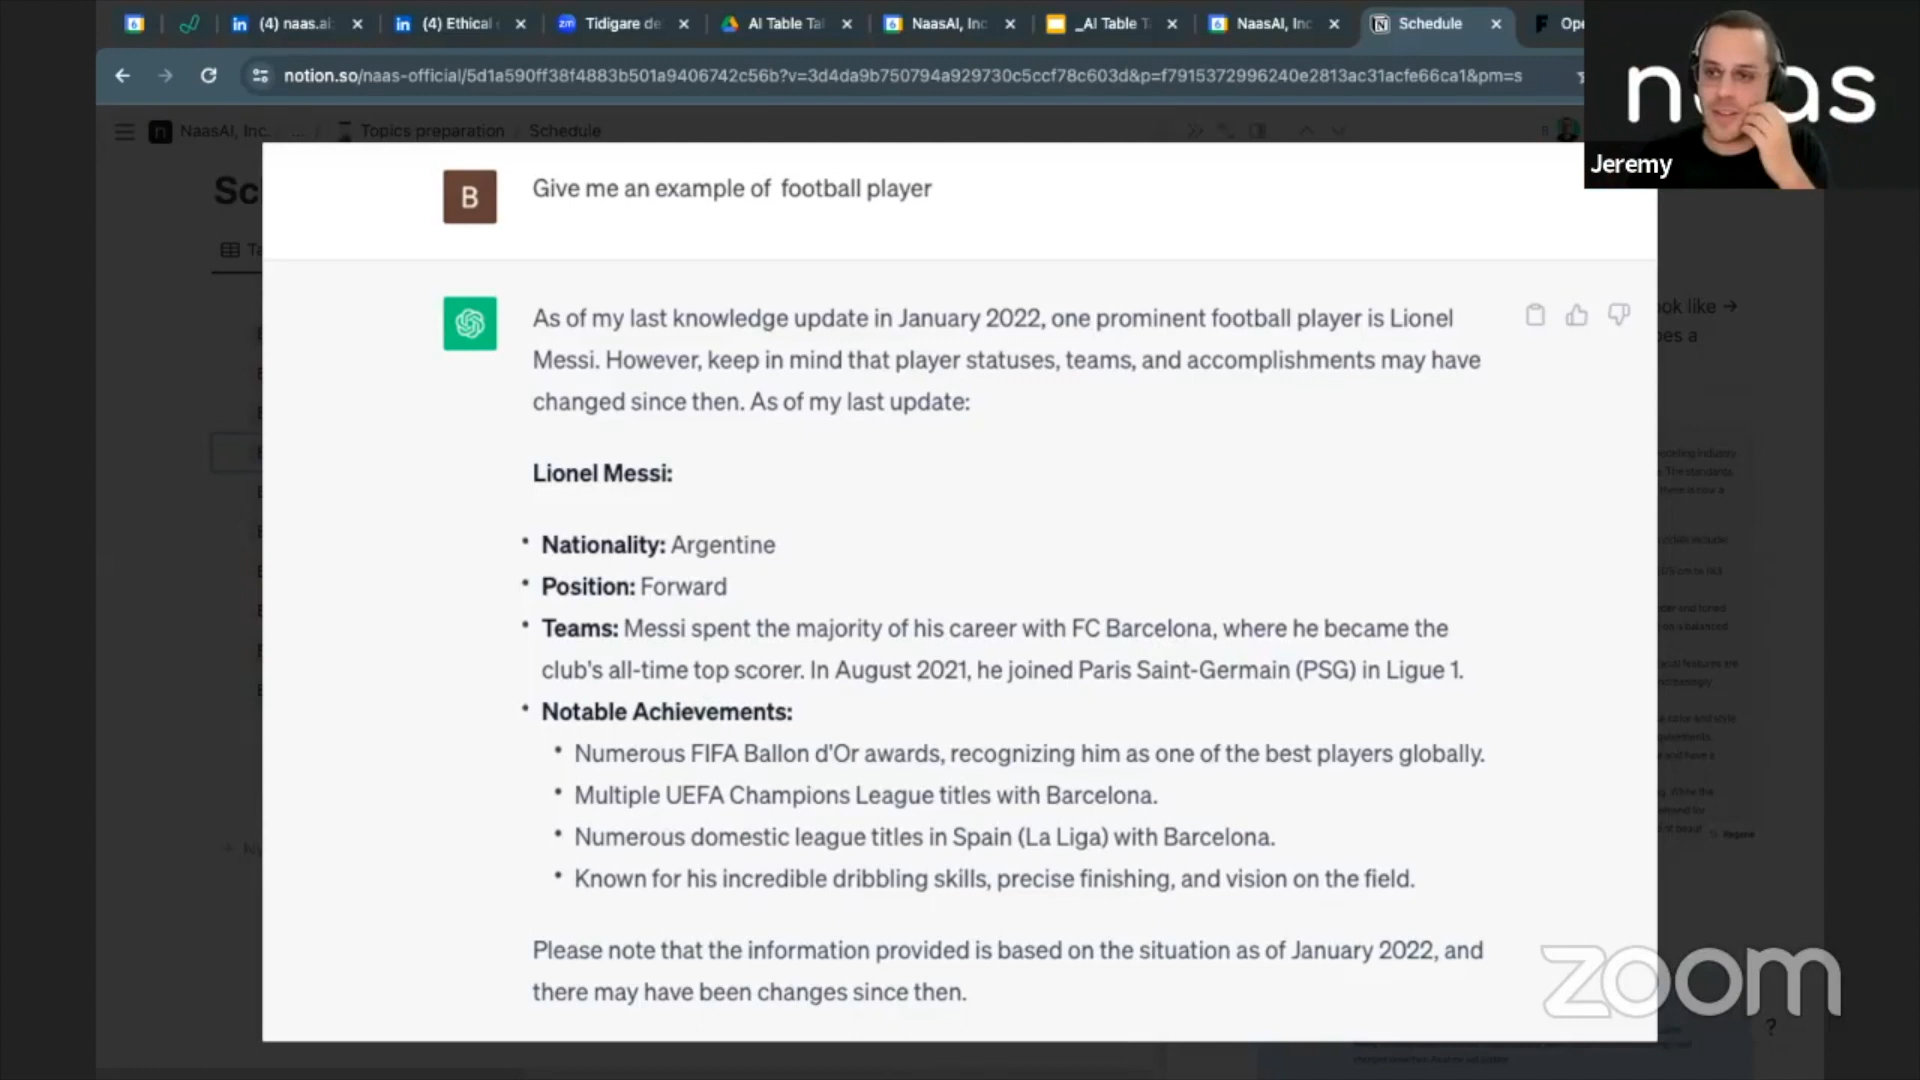 (4) naas.ai
(4) Ethical
Tidigare de
AI Table Ta
NaasAI, Inc
_AI Table T
NaasAI, Inc
Schedule
Ope
notion.so/naas-official/5d1a590ff38f4883b501a9406742c56b?v=3d4da9b750794a929730c5ccf78c603d&p=f7915372996240e2813ac31acfe66ca1&pm=s
naas
Jeremy
NaasAI, Inc. ... / Topics preparation / Schedule
Sc
Ta
B
Give me an example of football player
As of my last knowledge update in January 2022, one prominent football player is Lionel
Messi. However, keep in mind that player statuses, teams, and accomplishments may have
changed since then. As of my last update:
Lionel Messi:
• Nationality: Argentine
• Position: Forward
• Teams: Messi spent the majority of his career with FC Barcelona, where he became the
club's all-time top scorer. In August 2021, he joined Paris Saint-Germain (PSG) in Ligue 1.
• Notable Achievements:
• Numerous FIFA Ballon d'Or awards, recognizing him as one of the best players globally.
• Multiple UEFA Champions League titles with Barcelona.
• Numerous domestic league titles in Spain (La Liga) with Barcelona.
• Known for his incredible dribbling skills, precise finishing, and vision on the field.
Please note that the information provided is based on the situation as of January 2022, and
there may have been changes since then.
ook like →
oes a
zoom
?